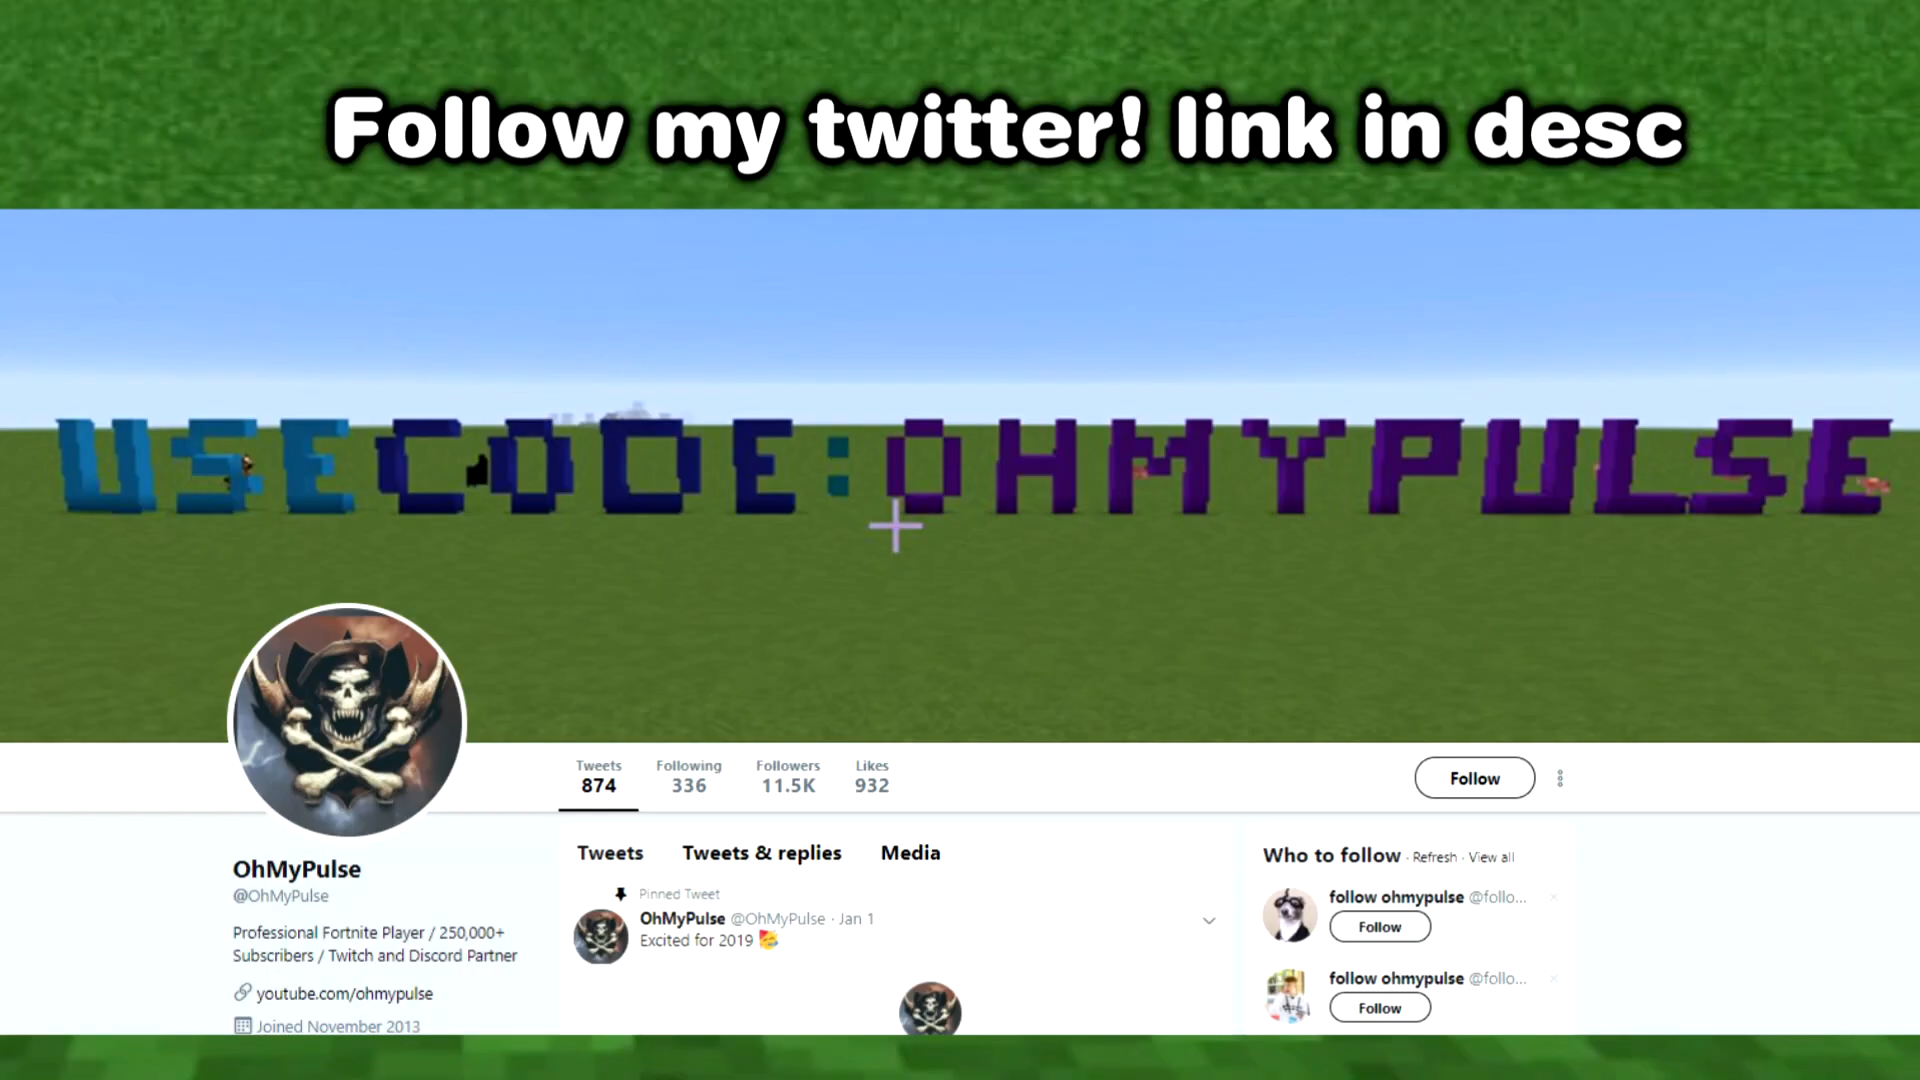 Follow my twitter! link in desc
USE CODE : OHMYPULSE
Tweets Following Followers Likes
874 336 11.5K 932
Follow
OhMyPulse
@OhMyPulse
Professional Fortnite Player / 250,000+
Subscribers / Twitch and Discord Partner
youtube.com/ohmypulse
Joined November 2013
Tweets Tweets & replies Media
Pinned Tweet
OhMyPulse @OhMyPulse · Jan 1
Excited for 2019 🥳
Who to follow · Refresh · View all
follow ohmypulse @follo...
Follow
follow ohmypulse @follo...
Follow